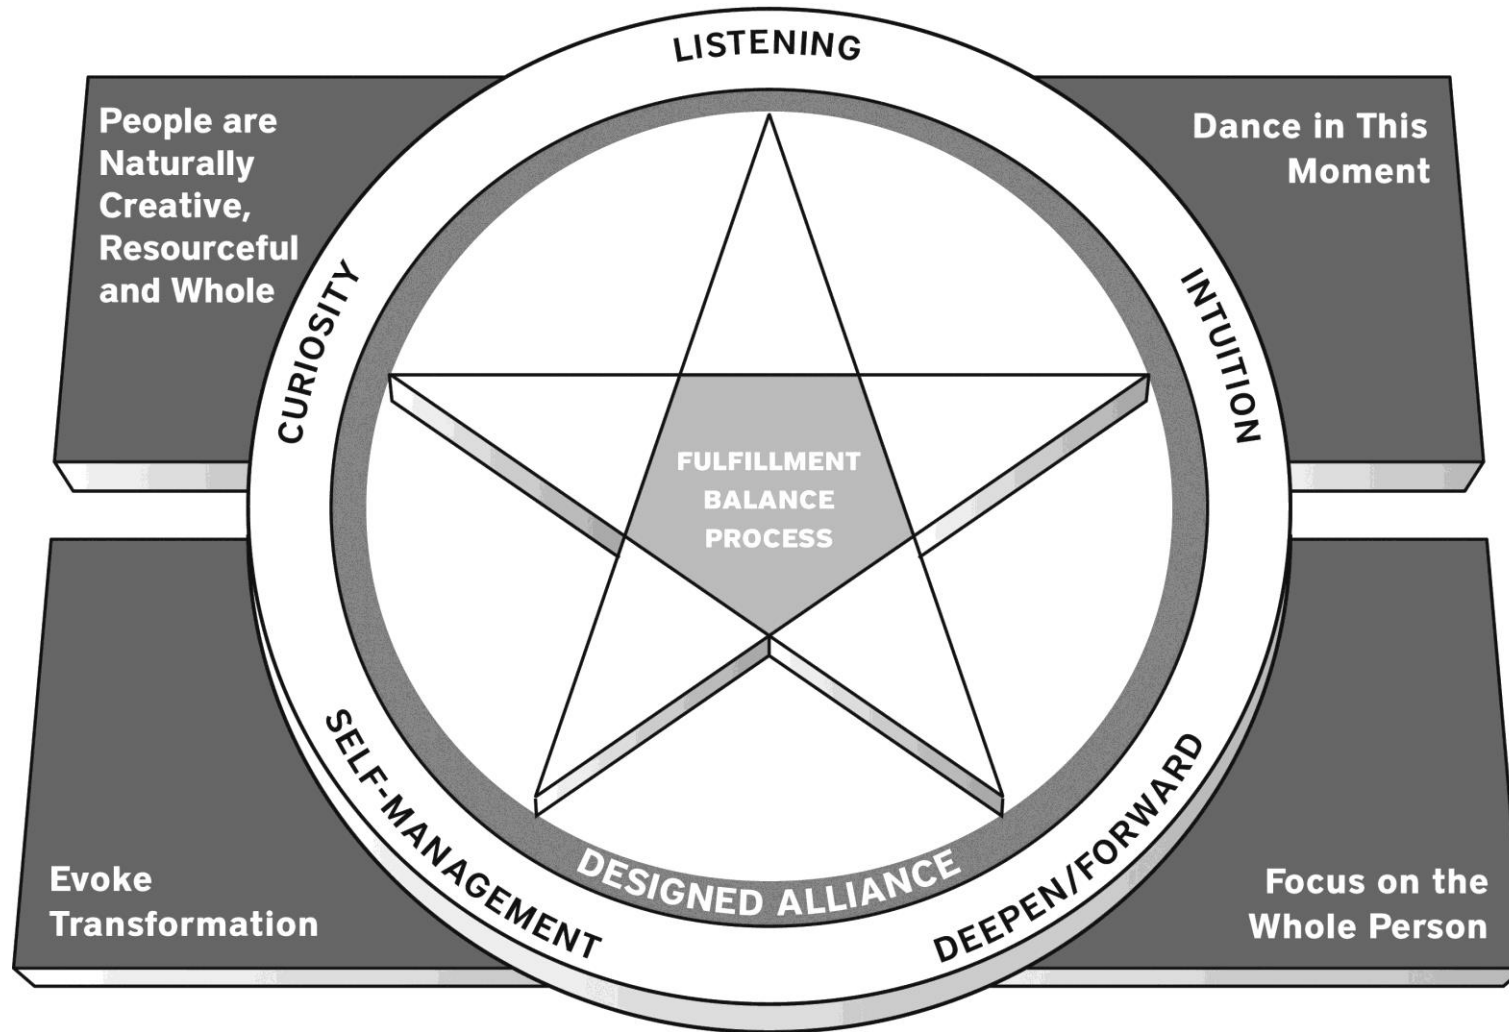 LISTENING
People are
Naturally
Creative,
Resourceful
and Whole
Dance in This
Moment
CURIOSITY
INTUITION
FULFILLMENT
BALANCE
PROCESS
SELF-MANAGEMENT
DEEPEN/FORWARD
DESIGNED ALLIANCE
Evoke
Transformation
Focus on the
Whole Person